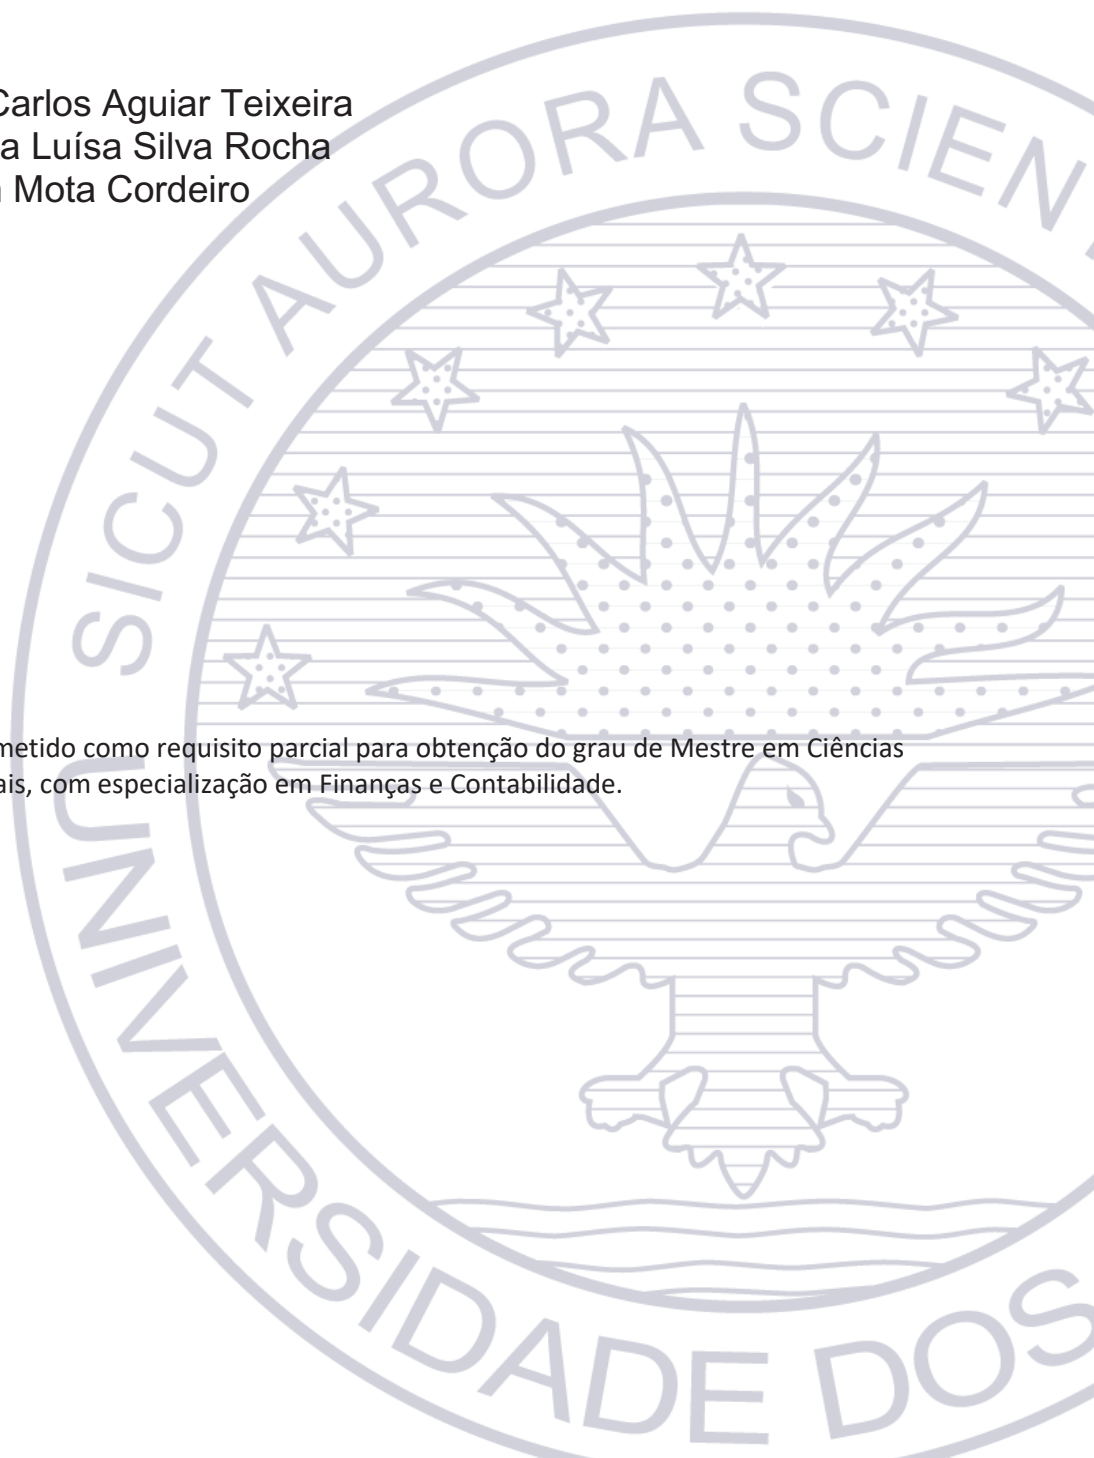 Carlos Aguiar Teixeira
a Luísa Silva Rocha
Mota Cordeiro
SICUT AURORA SCIEN
metido como requisito parcial para obtenção do grau de Mestre em Ciências
ais, com especialização em Finanças e Contabilidade.
UNIVERSIDADE DOS